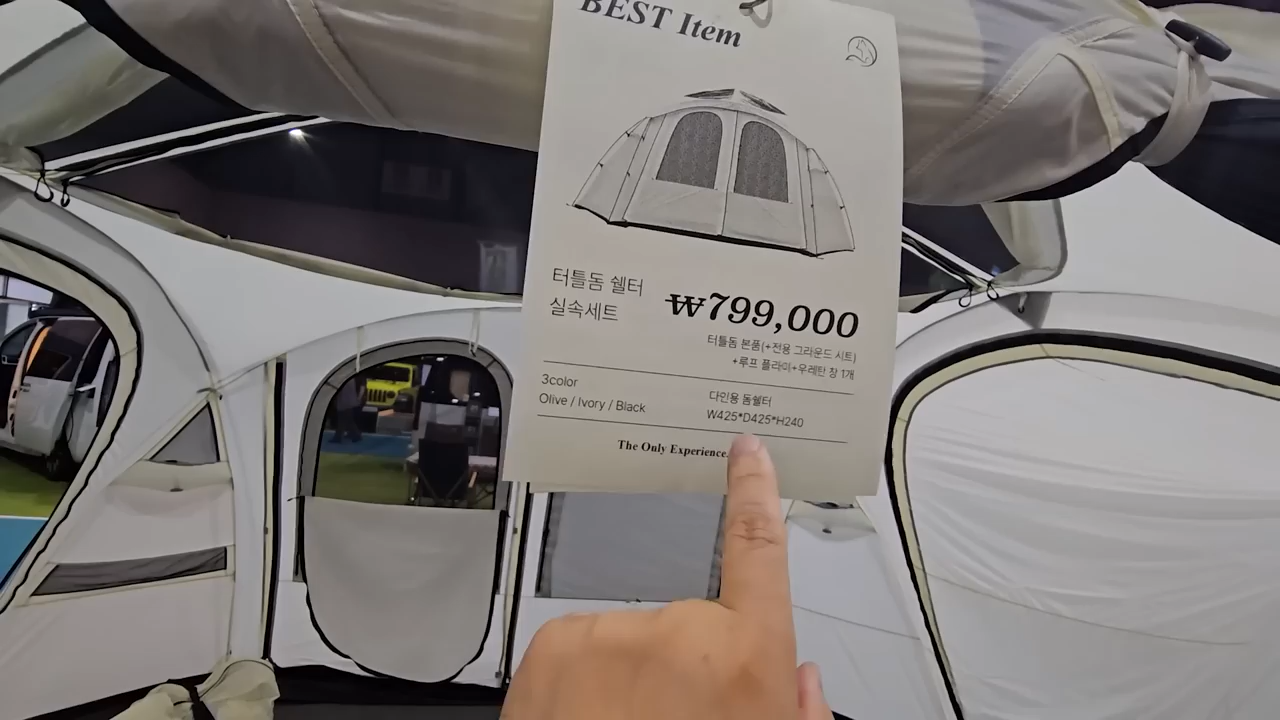 BEST Item
터틀돔 쉘터
실속세트
₩799,000
터틀돔 본품(+전용 그라운드 시트)
+루프 플라이+우레탄 창 1개
3color
Olive / Ivory / Black
다인용 돔쉘터
W425*D425*H240
The Only Experience.